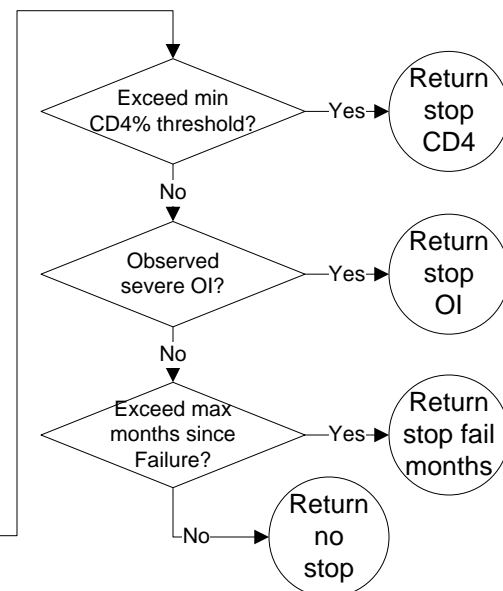 Exceed min
CD4% threshold?
Yes
Return
stop
CD4
No
Observed
severe OI?
Yes
Return
stop
OI
No
Exceed max
months since
Failure?
Yes
Return
stop fail
months
No
Return
no
stop